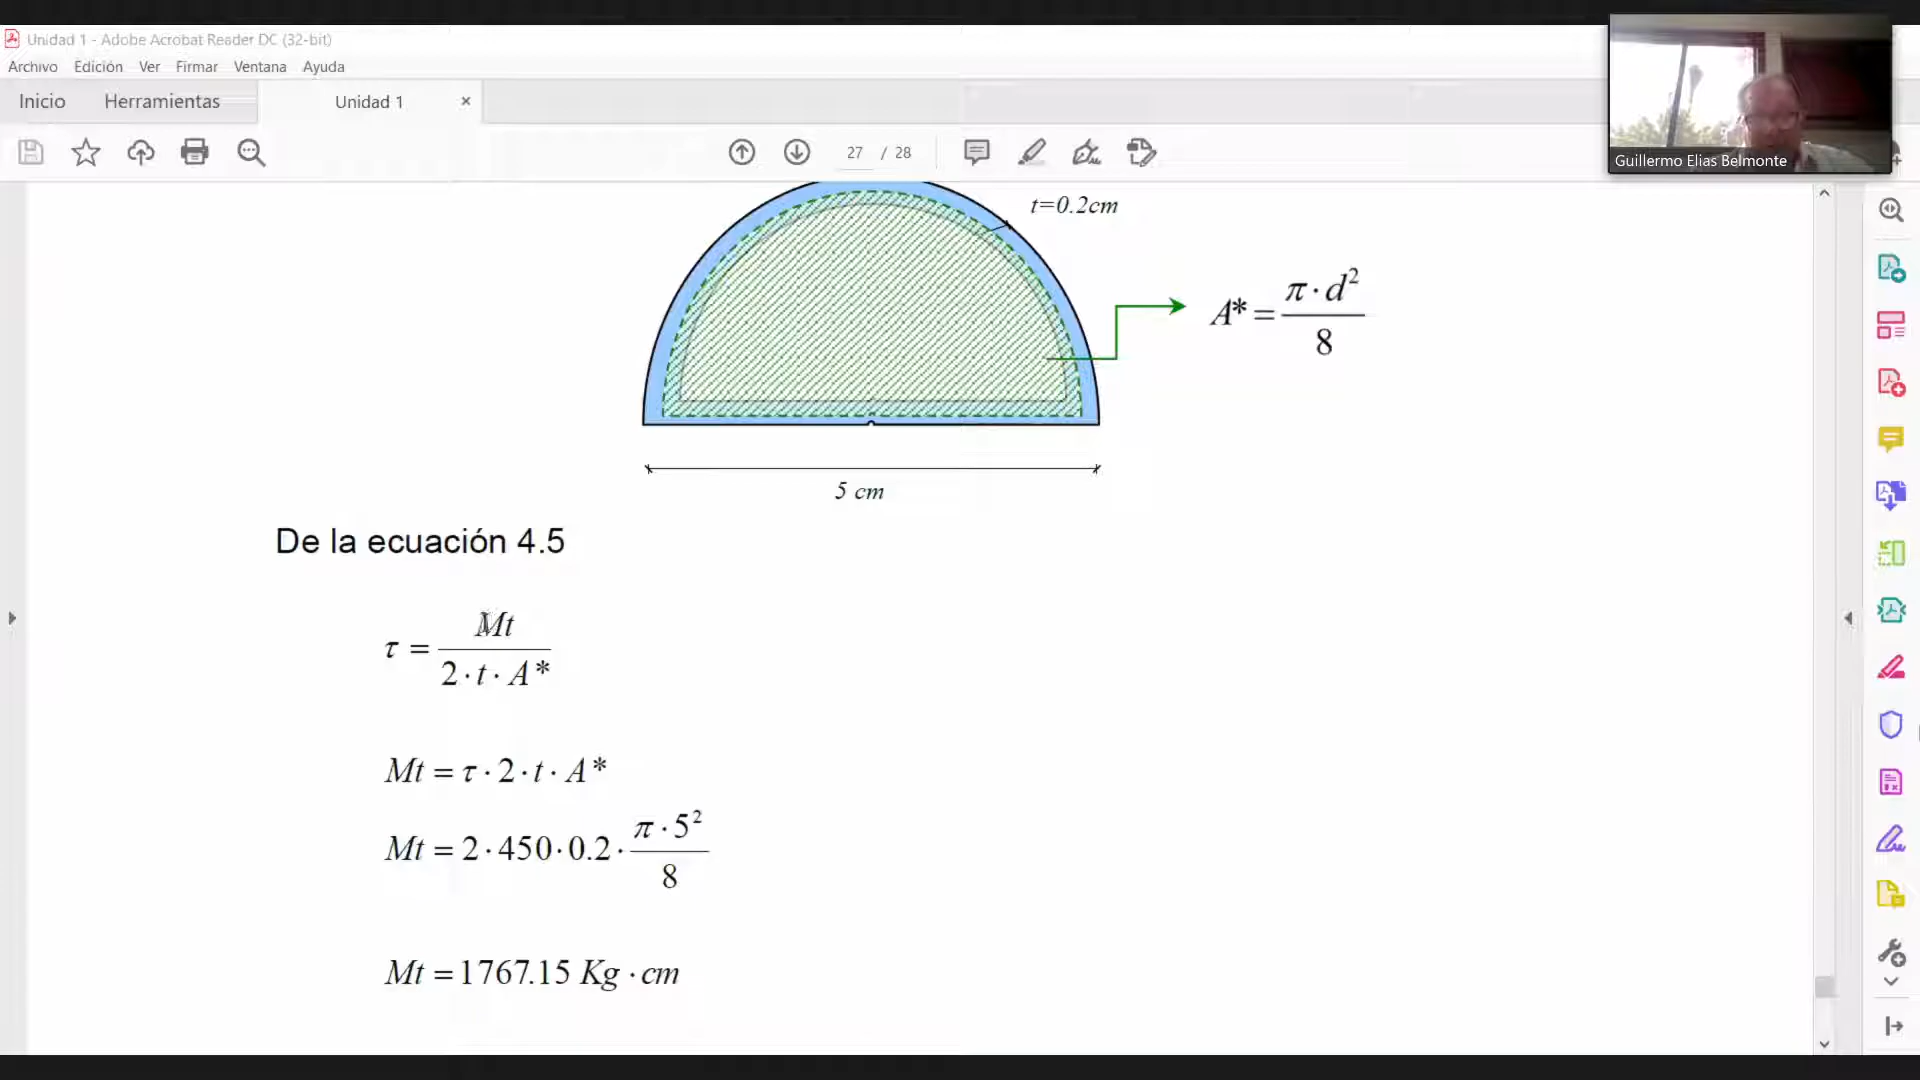 Unidad 1 - Adobe Acrobat Reader DC (32-bit)
Archivo Edición Ver Firmar Ventana Ayuda
Inicio Herramientas Unidad 1 ×
27 / 28
Guillermo Elias Belmonte
t=0.2cm
A* = π · d² / 8
5 cm
De la ecuación 4.5
τ = Mt / 2 · t · A*
Mt = τ · 2 · t · A*
Mt = 2 · 450 · 0.2 · π · 5² / 8
Mt = 1767.15 Kg · cm